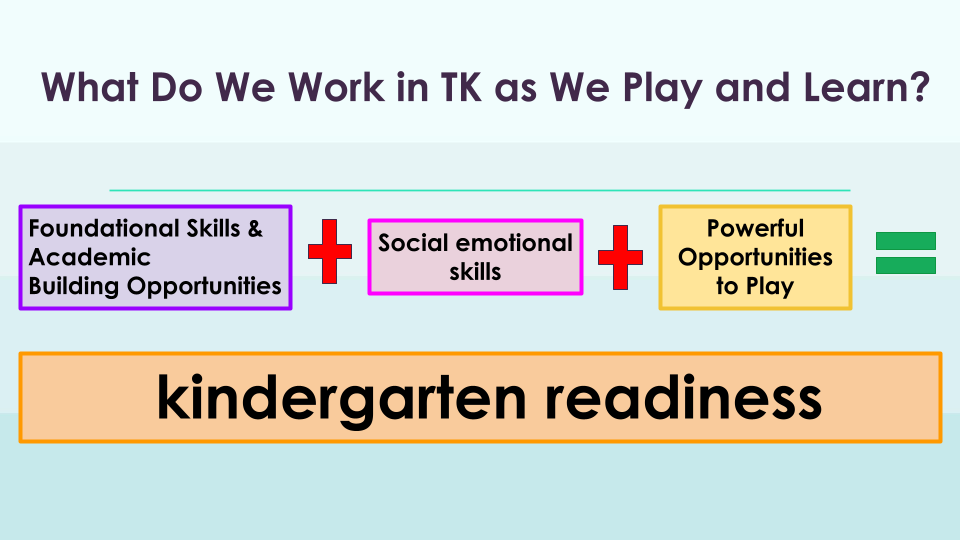 What Do We Work in TK as We Play and Learn?
Foundational Skills &
Academic
Building Opportunities
Social emotional
skills
Powerful
Opportunities
to Play
kindergarten readiness